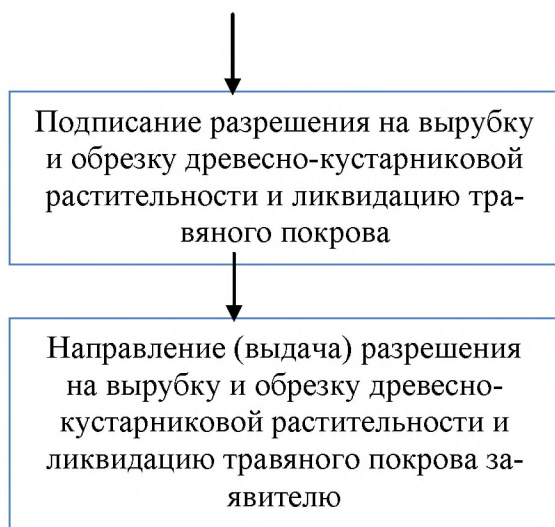 Подписание разрешения на вырубку
и обрезку древесно-кустарниковой
растительности и ликвидацию тра-
вяного покрова
Направление (выдача) разрешения
на вырубку и обрезку древесно-
кустарниковой растительности и
ликвидацию травяного покрова за-
явителю